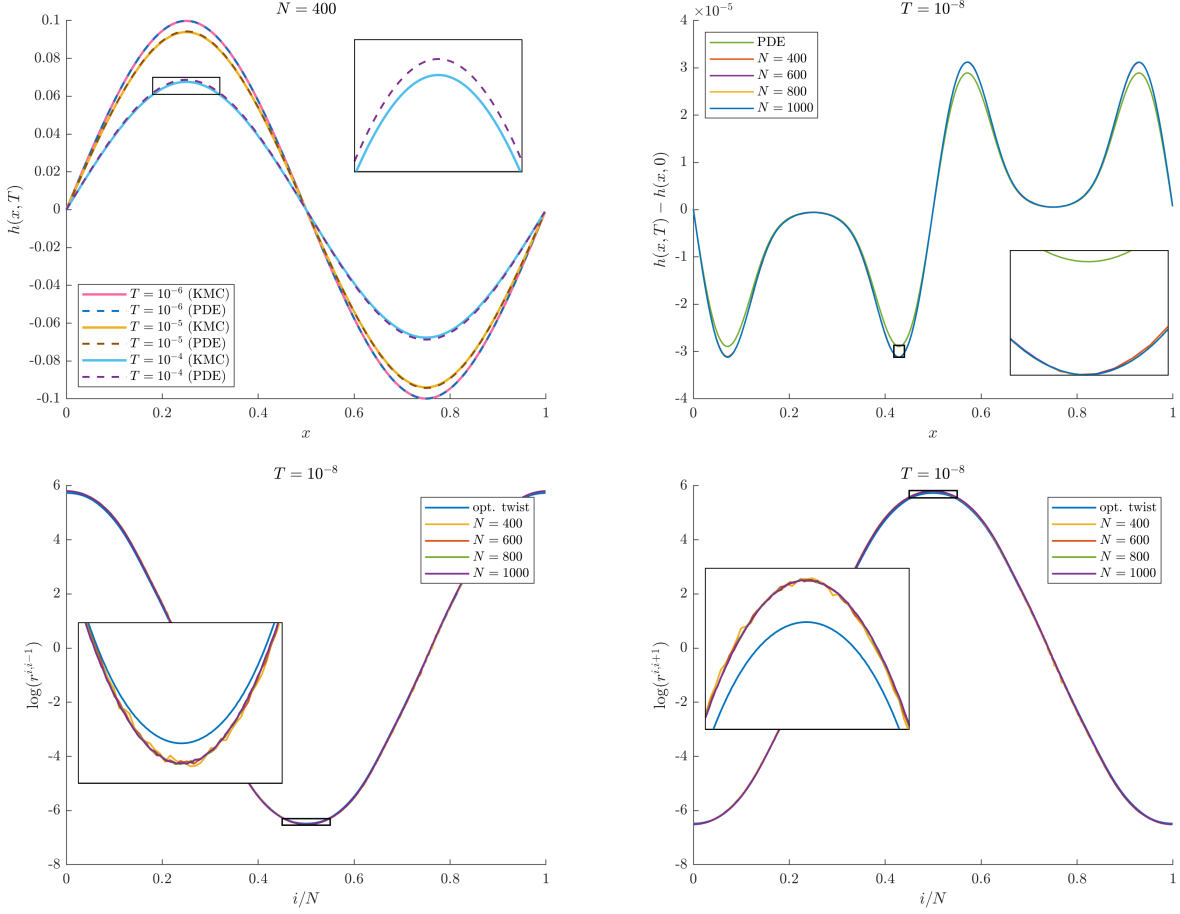 N = 400
0.1
0.08
0.06
0.04
0.02
0
-0.02
-0.04
-0.06
-0.08
-0.1
h(x, T)
T = 10⁻⁶ (KMC)
T = 10⁻⁶ (PDE)
T = 10⁻⁵ (KMC)
T = 10⁻⁵ (PDE)
T = 10⁻⁴ (KMC)
T = 10⁻⁴ (PDE)
0 0.2 0.4 0.6 0.8 1
x
×10⁻⁵
T = 10⁻⁸
4
3
2
1
0
-1
-2
-3
-4
h(x, T) − h(x, 0)
PDE
N = 400
N = 600
N = 800
N = 1000
0 0.2 0.4 0.6 0.8 1
x
T = 10⁻⁸
6
4
2
0
-2
-4
-6
-8
log(rⁱ,ⁱ⁻¹)
opt. twist
N = 400
N = 600
N = 800
N = 1000
0 0.2 0.4 0.6 0.8 1
i/N
T = 10⁻⁸
6
4
2
0
-2
-4
-6
-8
log(rⁱ,ⁱ⁺¹)
opt. twist
N = 400
N = 600
N = 800
N = 1000
0 0.2 0.4 0.6 0.8 1
i/N